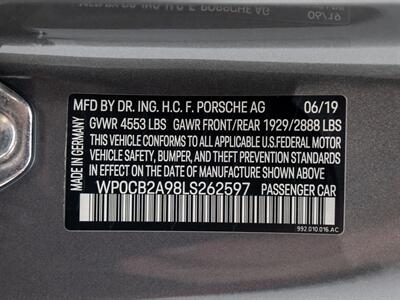 MFD BY DR. ING. H.C. F. PORSCHE AG 06/19
GVWR 4553 LBS GAWR FRONT/REAR 1929/2888 LBS
THIS VEHICLE CONFORMS TO ALL APPLICABLE U.S.FEDERAL MOTOR
VEHICLE SAFETY, BUMPER, AND THEFT PREVENTION STANDARDS
IN EFFECT ON THE DATE OF MANUFACTURE SHOWN ABOVE.
WP0CB2A98LS262597 PASSENGER CAR
MADE IN GERMANY
992.010.016.AC